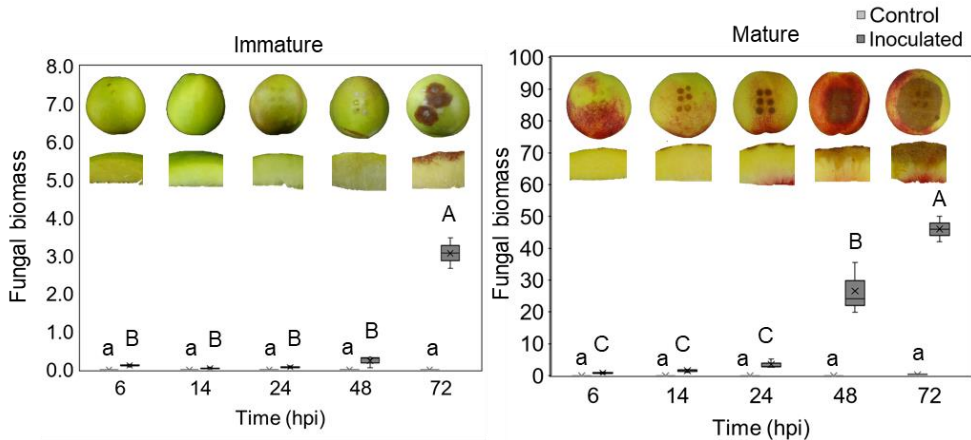 Immature
Fungal biomass
8.0
7.0
6.0
5.0
4.0
3.0
2.0
1.0
0.0
a B
a B
a B
a B
a A
6 14 24 48 72
Time (hpi)
Control
Inoculated
Mature
Fungal biomass
100
90
80
70
60
50
40
30
20
10
0
a C
a C
a C
a B
a A
6 14 24 48 72
Time (hpi)